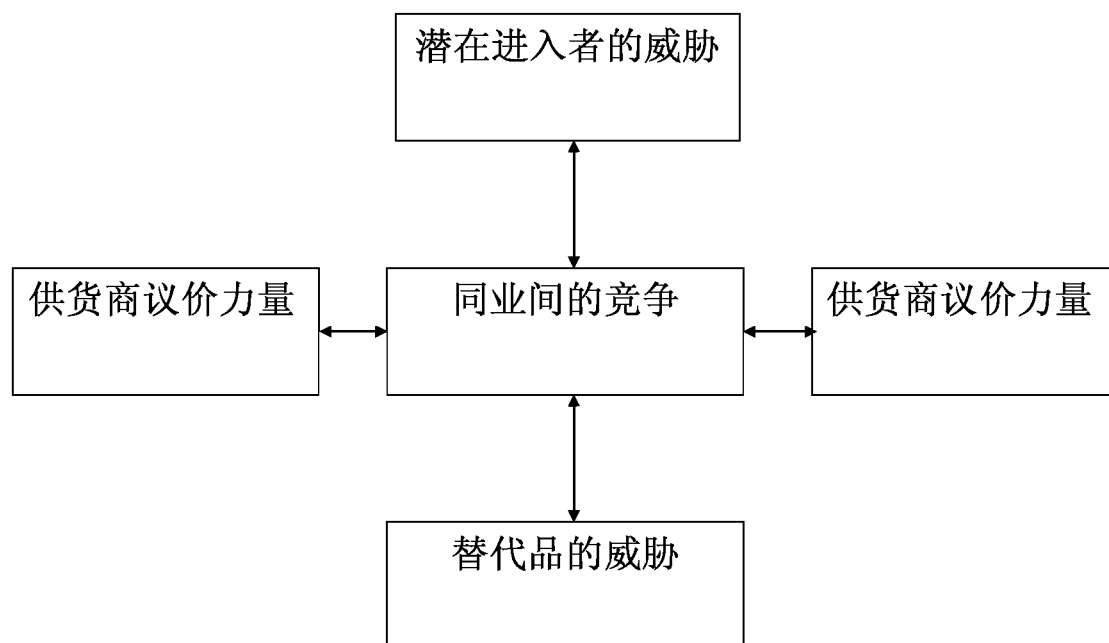 潜在进入者的威胁
供货商议价力量
同业间的竞争
供货商议价力量
替代品的威胁